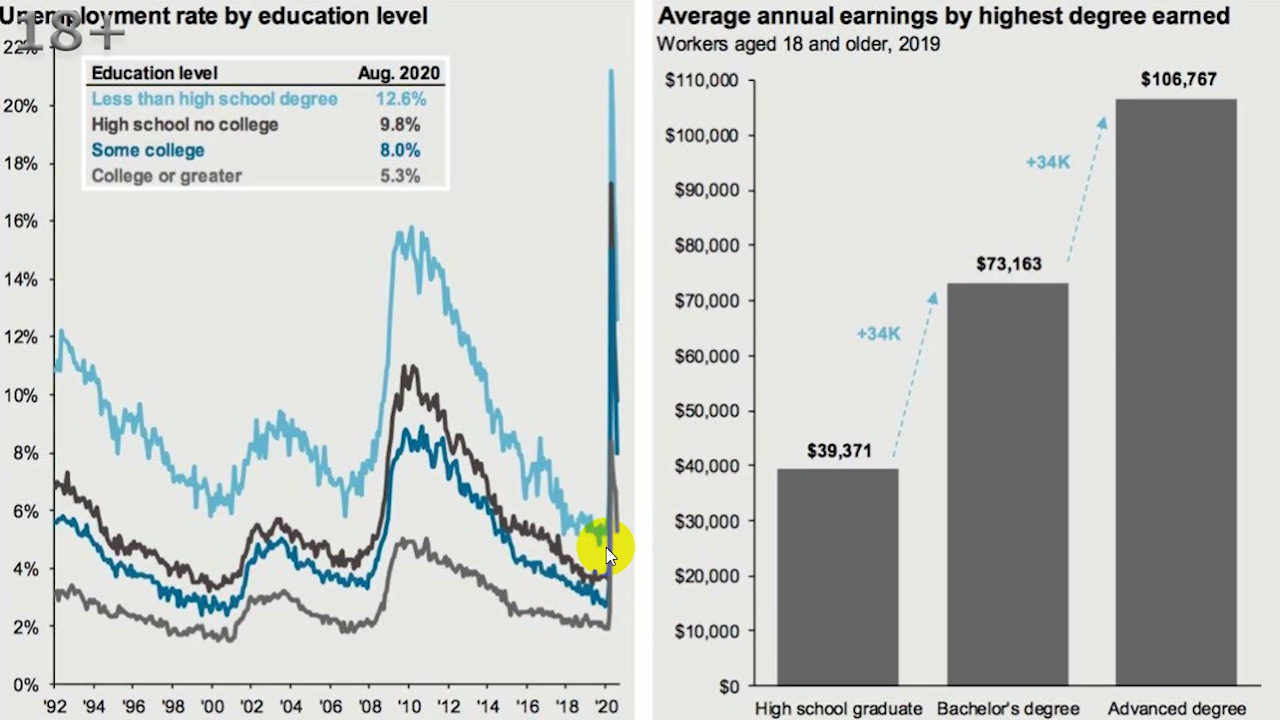 Unemployment rate by education level
18+
22%
20%
18%
16%
14%
12%
10%
8%
6%
4%
2%
0%
Education level Aug. 2020
Less than high school degree 12.6%
High school no college 9.8%
Some college 8.0%
College or greater 5.3%
'92 '94 '96 '98 '00 '02 '04 '06 '08 '10 '12 '14 '16 '18 '20
Average annual earnings by highest degree earned
Workers aged 18 and older, 2019
$110,000
$100,000
$90,000
$80,000
$70,000
$60,000
$50,000
$40,000
$30,000
$20,000
$10,000
$0
$39,371
+34K
$73,163
+34K
$106,767
High school graduate Bachelor's degree Advanced degree